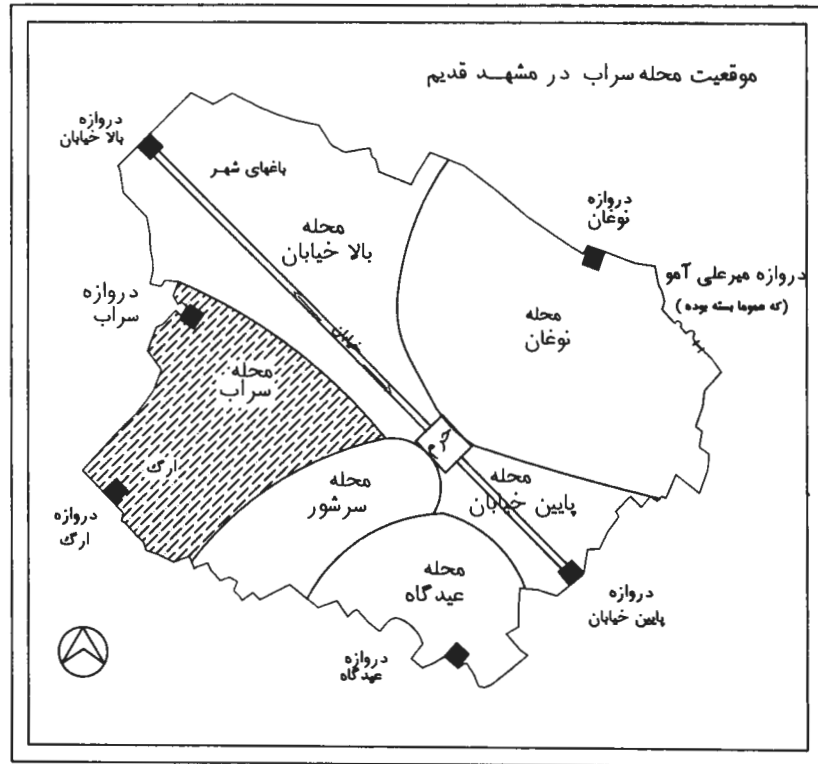 موقعیت محله سراب در مشهد قدیم
دروازه
بالا خیابان
باغهای شهر
محله
بالا خیابان
دروازه
نوغان
دروازه میرعلی آمو
(که عموما بسته بوده)
محله
نوغان
دروازه
سراب
محله
سراب
خیابان
حرم
ارگ
دروازه
ارگ
محله
سرشور
محله
پایین خیابان
محله
عیدگاه
دروازه
پایین خیابان
دروازه
عیدگاه